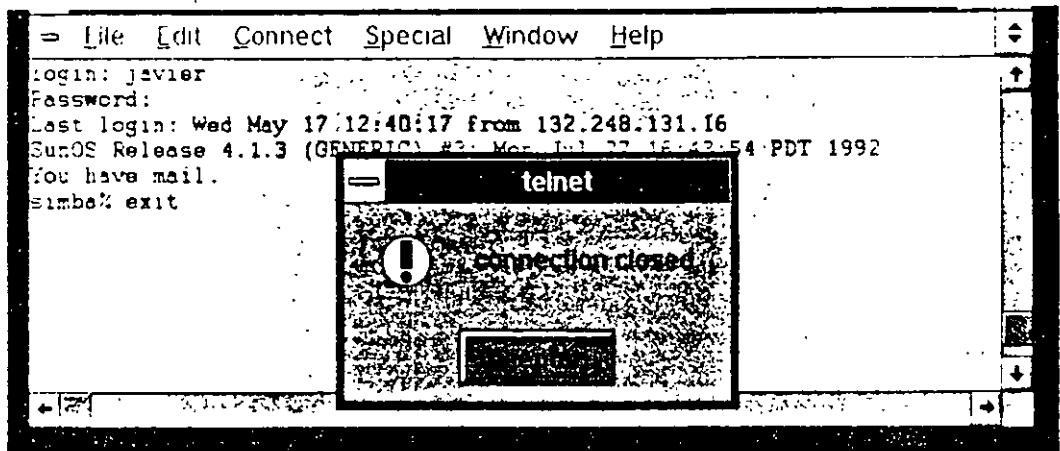 File Edit Connect Special Window Help
login: javier
Password:
Last login: Wed May 17 12:40:17 from 132.248.131.16
SunOS Release 4.1.3 (GENERIC) #3: Mon Jul 27 16:43:54 PDT 1992
You have mail.
simba% exit
telnet
connection closed